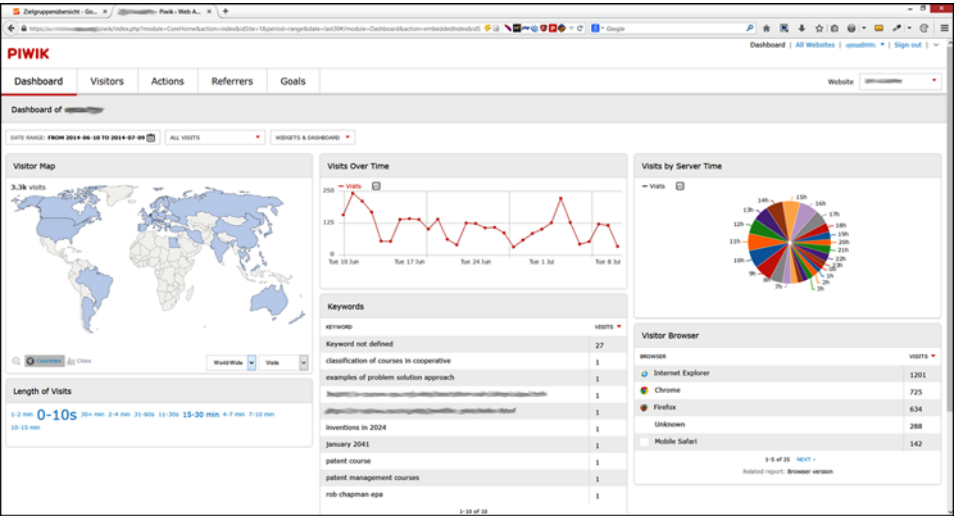 Zielgruppenübersicht - Go...
Piwik - Web A...
Google
PIWIK
Dashboard | All Websites | Sign out |
Dashboard Visitors Actions Referrers Goals
Website
Dashboard of
DATE RANGE: FROM 2014-06-10 TO 2014-07-09
ALL VISITS
WIDGETS & DASHBOARD
Visitor Map
3.3k visits
Countries
Cities
World-Wide
Visits
Length of Visits
1-2 min 0-10s 30+ min 2-4 min 31-60s 11-30s 15-30 min 4-7 min 7-10 min
10-15 min
Visits Over Time
Visits
250
125
0
Tue 10 Jun Tue 17 Jun Tue 24 Jun Tue 1 Jul Tue 8 Jul
Keywords
KEYWORD VISITS
Keyword not defined 27
classification of courses in cooperative 1
examples of problem solution approach 1
1
1
inventions in 2024 1
january 2041 1
patent course 1
patent management courses 1
rob chapman epa 1
1-10 of 10
Visits by Server Time
Visits
14h 15h
13h 16h
12h 17h
18h
11h 19h
20h
10h 21h
22h
9h 23h
8h 0h
7h 1h
2h
3h
Visitor Browser
BROWSER VISITS
Internet Explorer 1201
Chrome 725
Firefox 634
Unknown 288
Mobile Safari 142
1-5 of 25 NEXT ›
Related report: Browser version